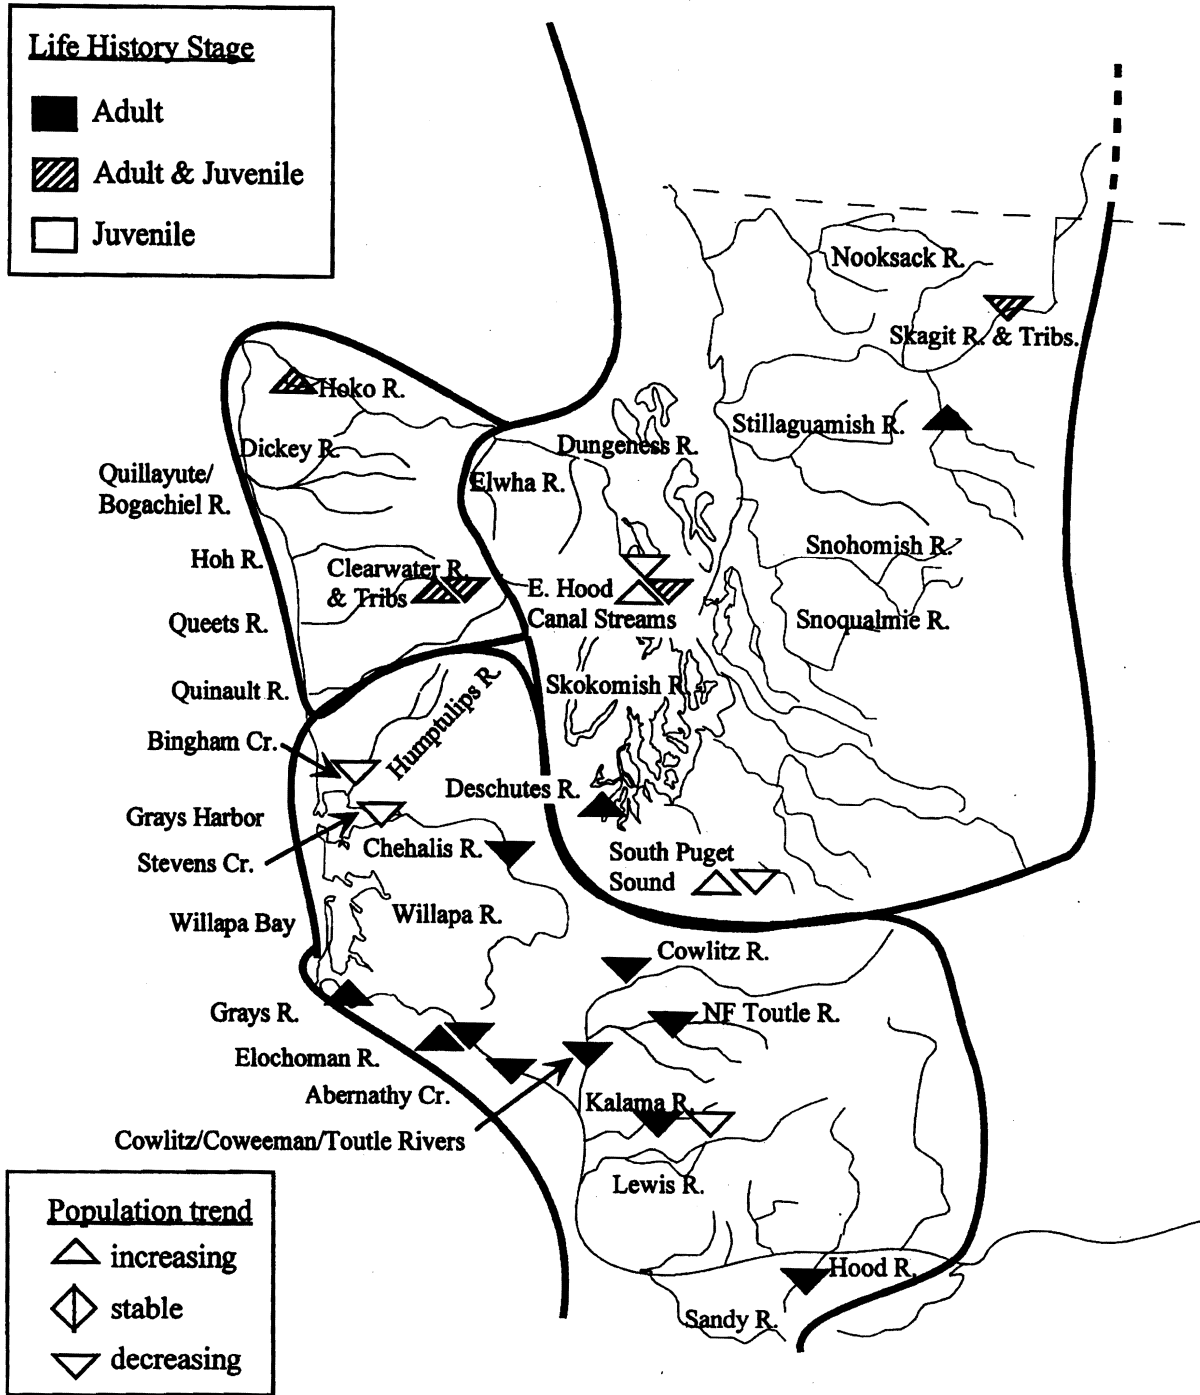 Life History Stage
Adult
Adult & Juvenile
Juvenile
Nooksack R.
Skagit R. & Tribs.
Hoko R.
Stillaguamish R.
Dickey R.
Dungeness R.
Quillayute/
Bogachiel R.
Elwha R.
Hoh R.
Snohomish R.
Clearwater R.
& Tribs
E. Hood
Canal Streams
Queets R.
Snoqualmie R.
Quinault R.
Skokomish R.
Humptulips R.
Bingham Cr.
Deschutes R.
Grays Harbor
Chehalis R.
Stevens Cr.
South Puget
Sound
Willapa Bay
Willapa R.
Cowlitz R.
Grays R.
NF Toutle R.
Elochoman R.
Abernathy Cr.
Kalama R.
Cowlitz/Coweeman/Toutle Rivers
Lewis R.
Hood R.
Sandy R.
Population trend
increasing
stable
decreasing